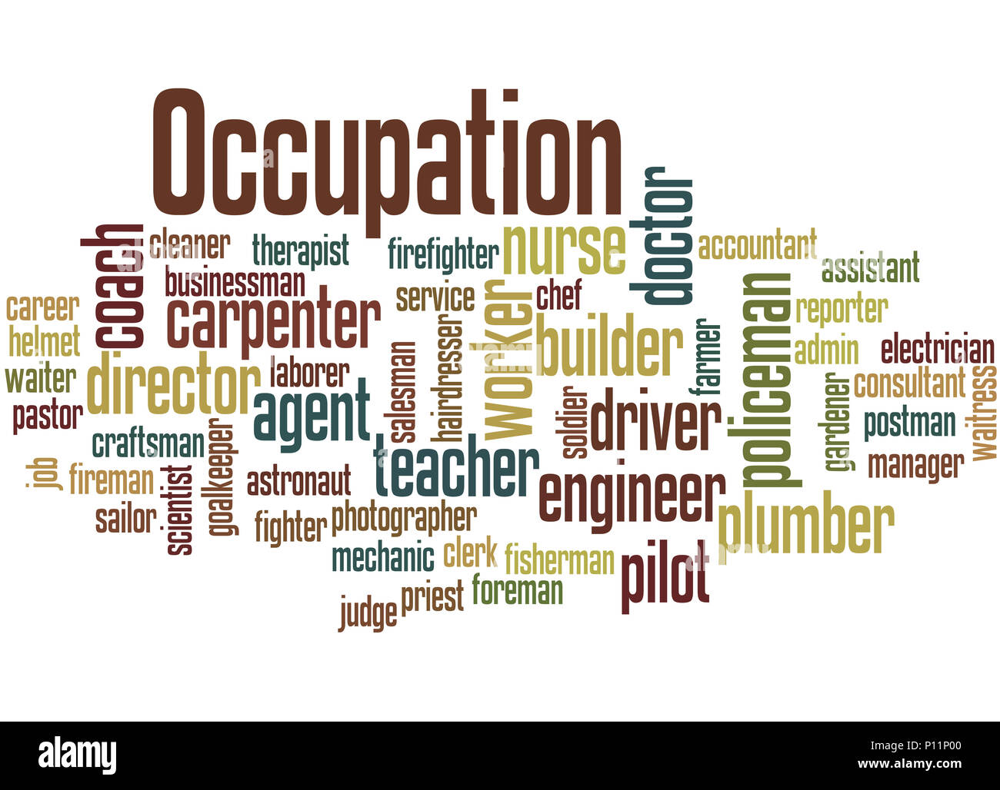 Occupation
coach
cleaner
therapist
firefighter
nurse
doctor
accountant
assistant
businessman
service
worker
chef
policeman
career
carpenter
reporter
helmet
hairdresser
builder
farmer
admin
electrician
waiter
director
laborer
salesman
consultant
waitress
pastor
agent
soldier
driver
gardener
postman
craftsman
goalkeeper
teacher
manager
job
fireman
scientist
astronaut
engineer
sailor
fighter
photographer
plumber
mechanic
clerk
fisherman
pilot
judge
priest
foreman
alamy
alamy
Image ID: P11P00
www.alamy.com